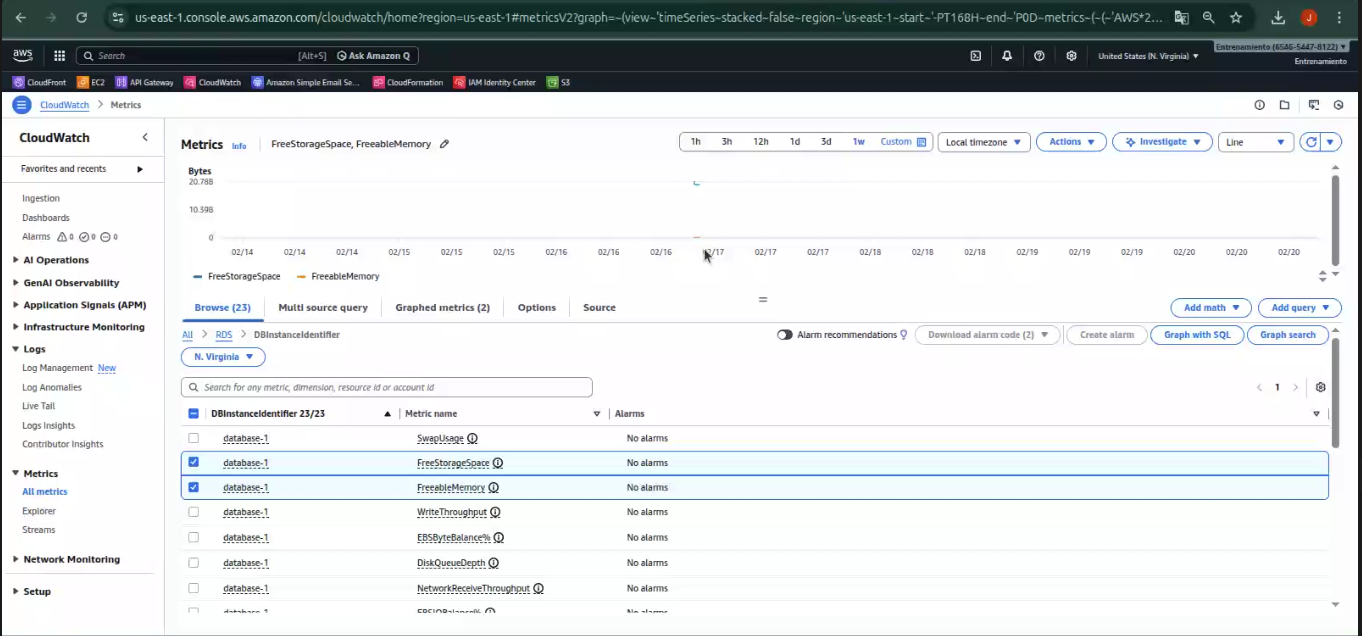 us-east-1.console.aws.amazon.com/cloudwatch/home?region=us-east-1#metricsV2?graph=~(view~'timeSeries~stacked~false~region~'us-east-1~start~'-PT168H~end~'P0D~metrics~(~(~'AWS*2...
J
aws Search [Alt+S] Ask Amazon Q United States (N. Virginia) Entrenamiento (6546-5447-8122)
Entrenamiento
CloudFront EC2 API Gateway CloudWatch Amazon Simple Email Se... CloudFormation IAM Identity Center S3
CloudWatch > Metrics
CloudWatch
Favorites and recents
Ingestion
Dashboards
Alarms 0 0 0
AI Operations
GenAI Observability
Application Signals (APM)
Infrastructure Monitoring
Logs
Log Management New
Log Anomalies
Live Tail
Logs Insights
Contributor Insights
Metrics
All metrics
Explorer
Streams
Network Monitoring
Setup
Metrics Info FreeStorageSpace, FreeableMemory
1h 3h 12h 1d 3d 1w Custom Local timezone Actions Investigate Line
Bytes
20.78B
10.39B
0
02/14 02/14 02/14 02/15 02/15 02/15 02/16 02/16 02/16 /17 02/17 02/17 02/18 02/18 02/18 02/19 02/19 02/19 02/20 02/20 02/20
FreeStorageSpace FreeableMemory
Browse (23) Multi source query Graphed metrics (2) Options Source Add math Add query
All > RDS > DBInstanceIdentifier Alarm recommendations Download alarm code (2) Create alarm Graph with SQL Graph search
N. Virginia
Search for any metric, dimension, resource id or account id
1
DBInstanceIdentifier 23/23 Metric name Alarms
database-1 SwapUsage No alarms
database-1 FreeStorageSpace No alarms
database-1 FreeableMemory No alarms
database-1 WriteThroughput No alarms
database-1 EBSByteBalance% No alarms
database-1 DiskQueueDepth No alarms
database-1 NetworkReceiveThroughput No alarms
database-1 EBSIOBalance% No alarms